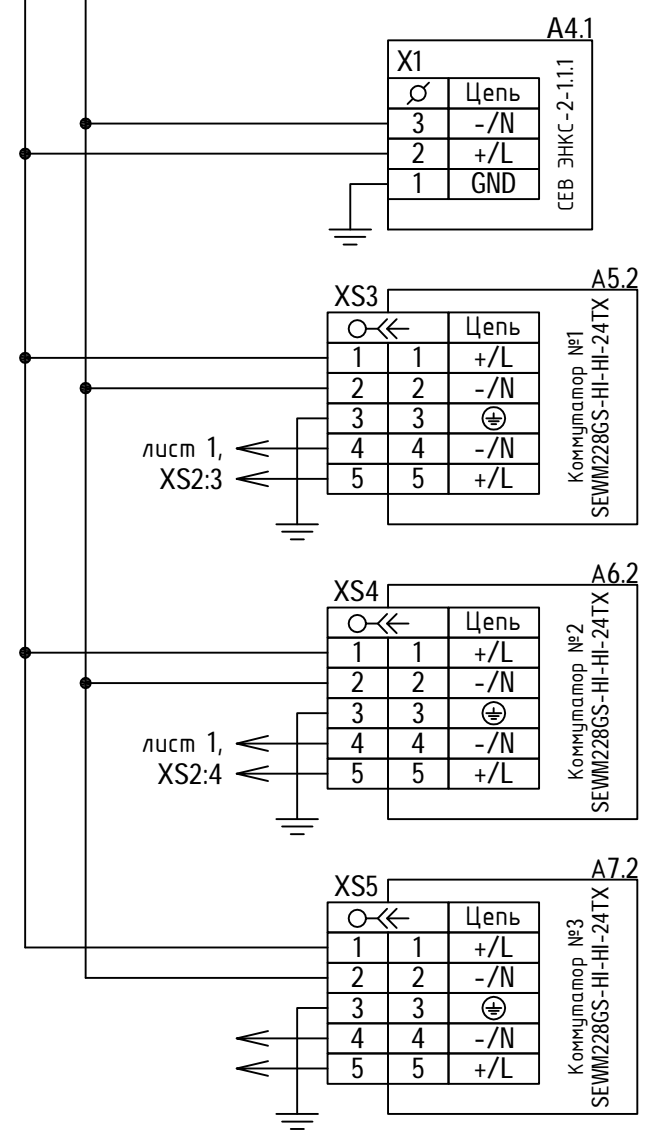 A4.1
X1
Цепь
3 -/N
2 +/L
1 GND
СЕВ ЭНКС-2-1.1.1
A5.2
XS3
Цепь
1 1 +/L
2 2 -/N
3 3
лист 1, 4 4 -/N
XS2:3 5 5 +/L
Коммутатор №1
SEWM228GS-HI-HI-24TX
A6.2
XS4
Цепь
1 1 +/L
2 2 -/N
3 3
лист 1, 4 4 -/N
XS2:4 5 5 +/L
Коммутатор №2
SEWM228GS-HI-HI-24TX
A7.2
XS5
Цепь
1 1 +/L
2 2 -/N
3 3
4 4 -/N
5 5 +/L
Коммутатор №3
SEWM228GS-HI-HI-24TX